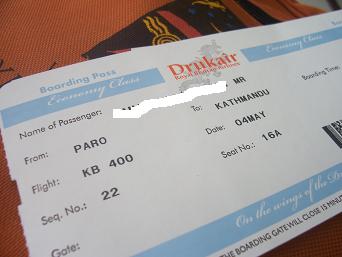 Boarding Pass
Economy Class
Drukair
Royal Bhutan Airlines
Name of Passenger: MR
From: PARO To: KATHMANDU Boarding Time:
Flight: KB 400 Date: 04MAY
Seq. No.: 22 Seat No.: 16A
Gate:
On the wings of the
THE BOARDING GATE WILL CLOSE
Economy Class